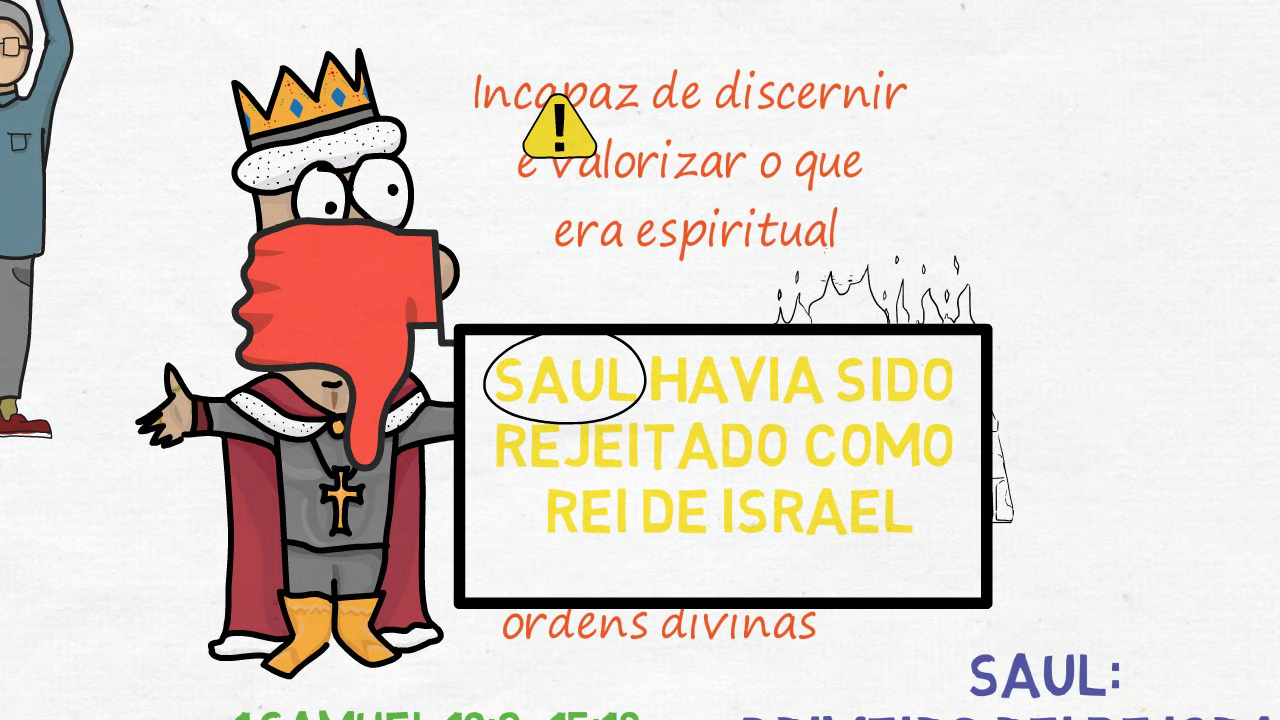 Incapaz de discernir
e valorizar o que
era espiritual
SAUL HAVIA SIDO
REJEITADO COMO
REI DE ISRAEL
ordens divinas
SAUL: